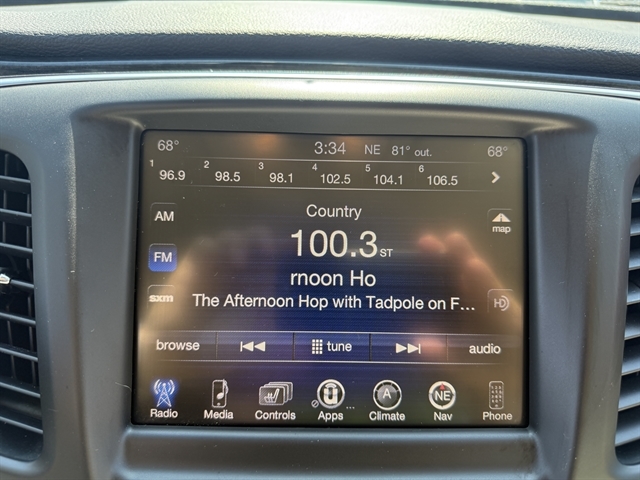 68° 3:34 NE 81° out. 68°
1 96.9 2 98.5 3 98.1 4 102.5 5 104.1 6 106.5
AM
Country
map
100.3 ST
FM
rnoon Ho
sxm
The Afternoon Hop with Tadpole on F...
HD
browse tune audio
A NE
Radio Media Controls Apps Climate Nav Phone